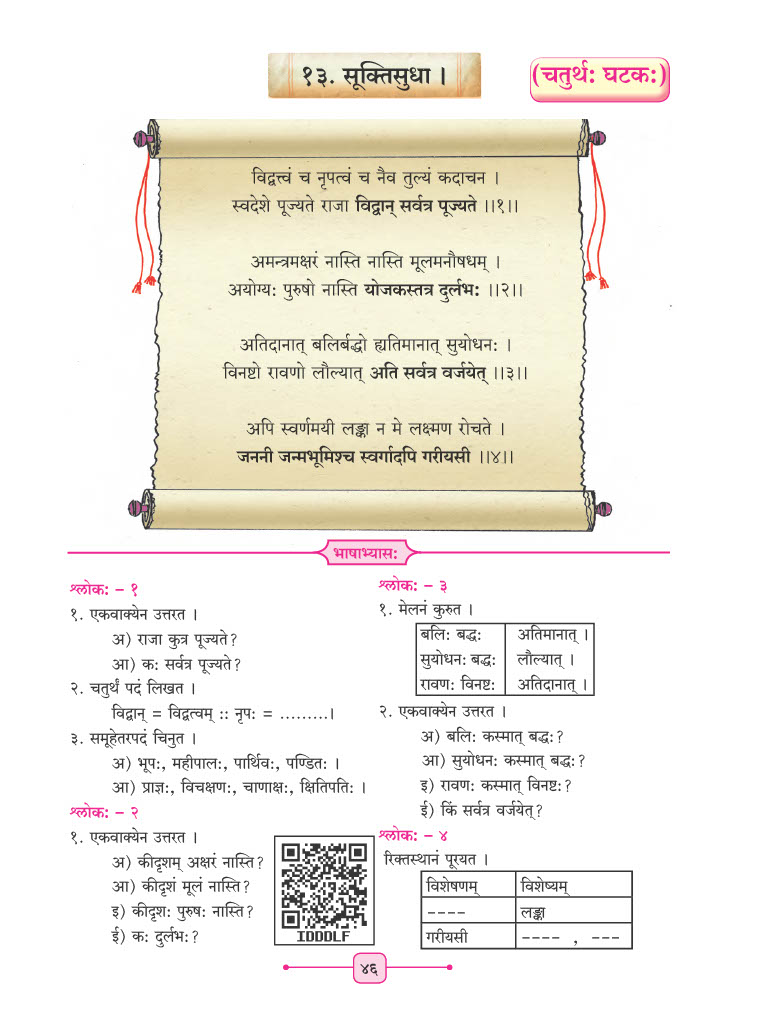 १३. सूक्तिसुधा ।
(चतुर्थः घटकः)
विद्वत्त्वं च नृपत्वं च नैव तुल्यं कदाचन ।
स्वदेशे पूज्यते राजा विद्वान् सर्वत्र पूज्यते ।।१।।
अमन्त्रमक्षरं नास्ति नास्ति मूलमनौषधम् ।
अयोग्यः पुरुषो नास्ति योजकस्तत्र दुर्लभः ।।२।।
अतिदानात् बलिर्बद्धो ह्यतिमानात् सुयोधनः ।
विनष्टो रावणो लौल्यात् अति सर्वत्र वर्जयेत् ।।३।।
अपि स्वर्णमयी लङ्का न मे लक्ष्मण रोचते ।
जननी जन्मभूमिश्च स्वर्गादपि गरीयसी ।।४।।
भाषाभ्यासः
श्लोकः - १
१. एकवाक्येन उत्तरत ।
अ) राजा कुत्र पूज्यते?
आ) कः सर्वत्र पूज्यते?
२. चतुर्थं पदं लिखत ।
विद्वान् = विद्वत्वम् :: नृपः = .........।
३. समूहेतरपदं चिनुत ।
अ) भूपः, महीपालः, पार्थिवः, पण्डितः ।
आ) प्राज्ञः, विचक्षणः, चाणाक्षः, क्षितिपतिः ।
श्लोकः - २
१. एकवाक्येन उत्तरत ।
अ) कीदृशम् अक्षरं नास्ति?
आ) कीदृशं मूलं नास्ति?
इ) कीदृशः पुरुषः नास्ति?
ई) कः दुर्लभः?
IDDDLF
श्लोकः - ३
१. मेलनं कुरुत ।
बलिः बद्धः अतिमानात् ।
सुयोधनः बद्धः लौल्यात् ।
रावणः विनष्टः अतिदानात् ।
२. एकवाक्येन उत्तरत ।
अ) बलिः कस्मात् बद्धः?
आ) सुयोधनः कस्मात् बद्धः?
इ) रावणः कस्मात् विनष्टः?
ई) किं सर्वत्र वर्जयेत्?
श्लोकः - ४
रिक्तस्थानं पूरयत ।
विशेषणम् विशेष्यम्
---- लङ्का
गरीयसी ---- , ---
४६